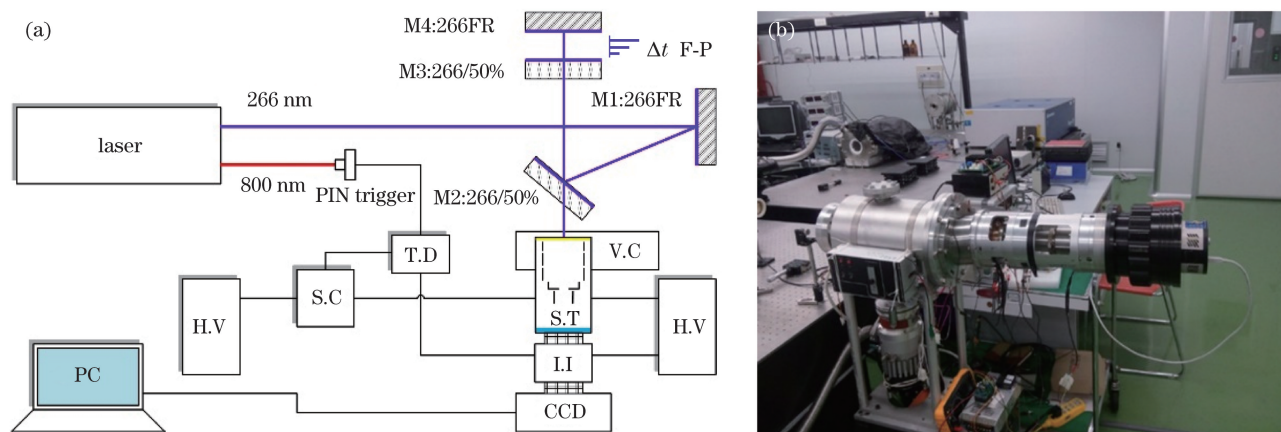 (a)
M4:266FR
Δt F-P
M3:266/50%
M1:266FR
266 nm
laser
800 nm
PIN trigger
M2:266/50%
T.D
V.C
S.C
H.V
S.T
H.V
I.I
PC
CCD
(b)